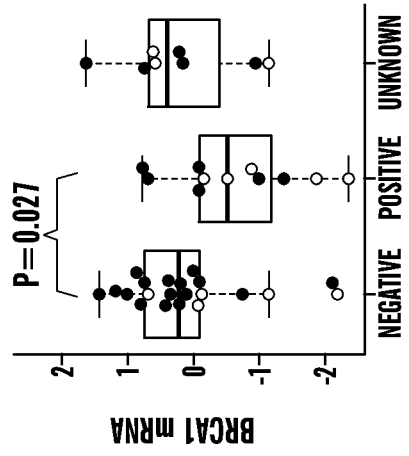 P=0.027
BRCA1 mRNA
2
1
0
-1
-2
NEGATIVE
POSITIVE
UNKNOWN